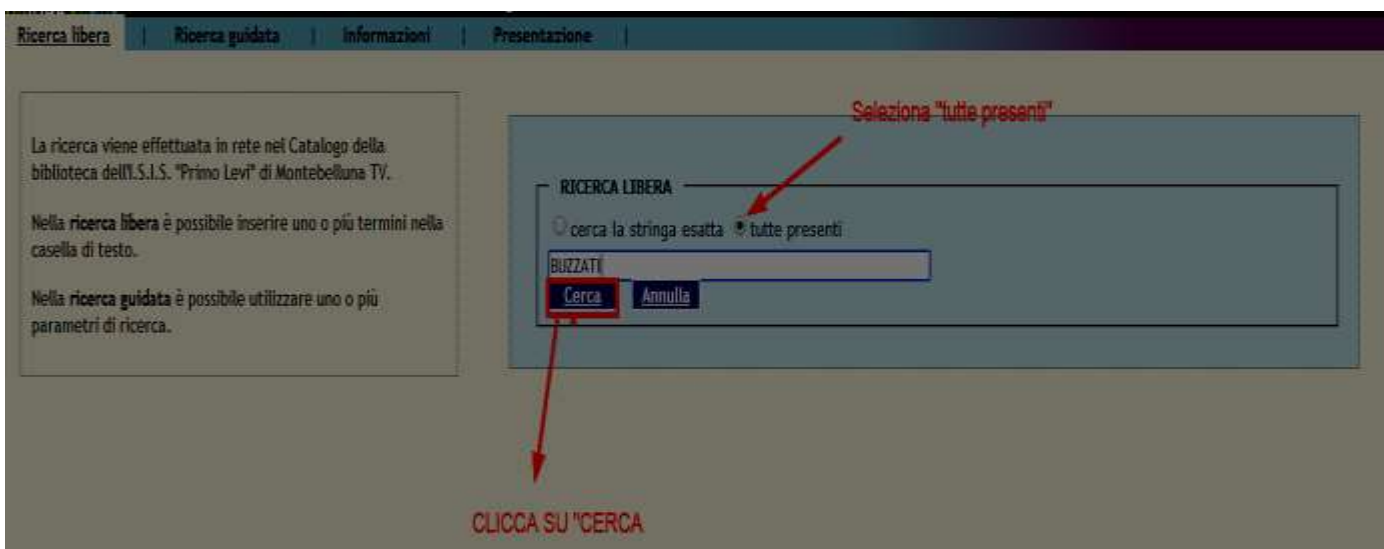 Ricerca libera | Ricerca guidata | Informazioni | Presentazione |
La ricerca viene effettuata in rete nel Catalogo della
biblioteca dell'I.S.I.S. "Primo Levi" di Montebelluna TV.
Nella ricerca libera è possibile inserire uno o più termini nella
casella di testo.
Nella ricerca guidata è possibile utilizzare uno o più
parametri di ricerca.
Seleziona "tutte presenti"
RICERCA LIBERA
cerca la stringa esatta tutte presenti
BUZZATI
Cerca Annulla
CLICCA SU "CERCA